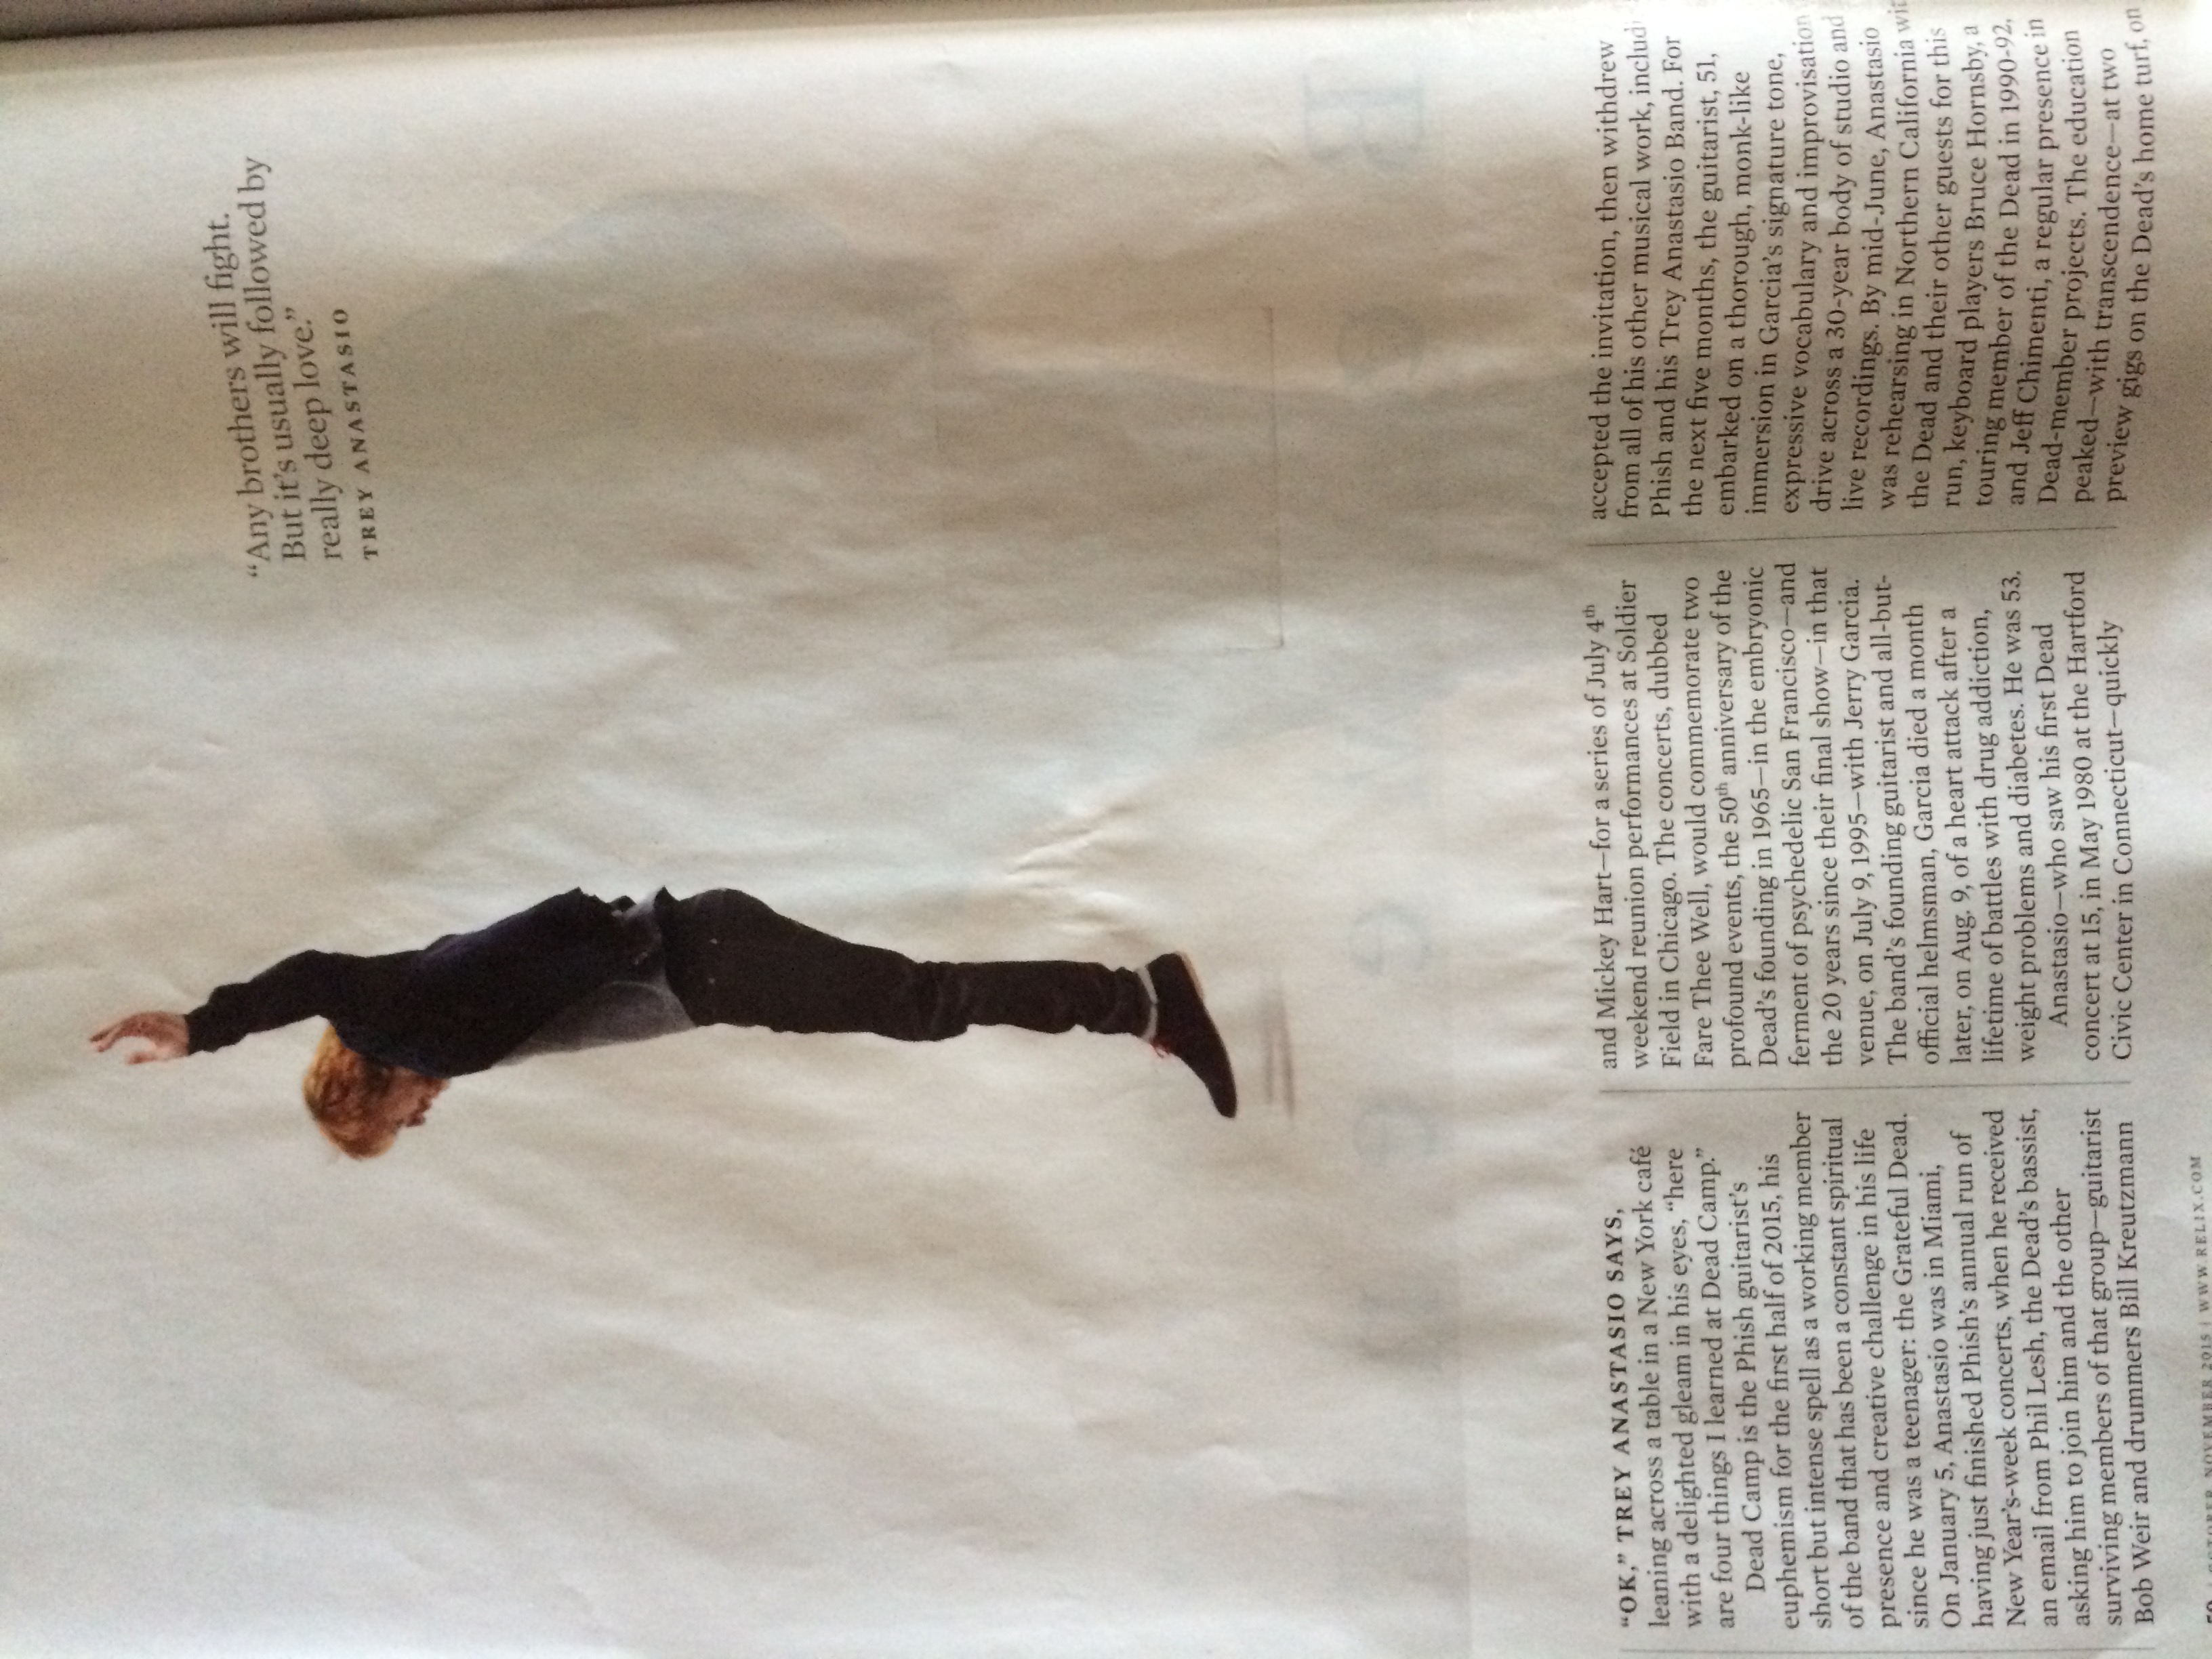 “Any brothers will fight.
But it’s usually followed by
really deep love.”
TREY ANASTASIO
“OK,” TREY ANASTASIO SAYS,
leaning across a table in a New York café
with a delighted gleam in his eyes, “here
are four things I learned at Dead Camp.”
Dead Camp is the Phish guitarist’s
euphemism for the first half of 2015, his
short but intense spell as a working member
of the band that has been a constant spiritual
presence and creative challenge in his life
since he was a teenager: the Grateful Dead.
On January 5, Anastasio was in Miami,
having just finished Phish’s annual run of
New Year’s-week concerts, when he received
an email from Phil Lesh, the Dead’s bassist,
asking him to join him and the other
surviving members of that group—guitarist
Bob Weir and drummers Bill Kreutzmann
and Mickey Hart—for a series of July 4th
weekend reunion performances at Soldier
Field in Chicago. The concerts, dubbed
Fare Thee Well, would commemorate two
profound events, the 50th anniversary of the
Dead’s founding in 1965—in the embryonic
ferment of psychedelic San Francisco—and
the 20 years since their final show—in that
venue, on July 9, 1995—with Jerry Garcia.
The band’s founding guitarist and all-but-
official helmsman, Garcia died a month
later, on Aug. 9, of a heart attack after a
lifetime of battles with drug addiction,
weight problems and diabetes. He was 53.
Anastasio—who saw his first Dead
concert at 15, in May 1980 at the Hartford
Civic Center in Connecticut—quickly
accepted the invitation, then withdrew
from all of his other musical work, includi
Phish and his Trey Anastasio Band. For
the next five months, the guitarist, 51,
embarked on a thorough, monk-like
immersion in Garcia’s signature tone,
expressive vocabulary and improvisation
drive across a 30-year body of studio and
live recordings. By mid-June, Anastasio
was rehearsing in Northern California wit
the Dead and their other guests for this
run, keyboard players Bruce Hornsby, a
touring member of the Dead in 1990-92,
and Jeff Chimenti, a regular presence in
Dead-member projects. The education
peaked—with transcendence—at two
preview gigs on the Dead’s home turf, on
OCTOBER_NOVEMBER 2015 | WWW.RELIX.COM